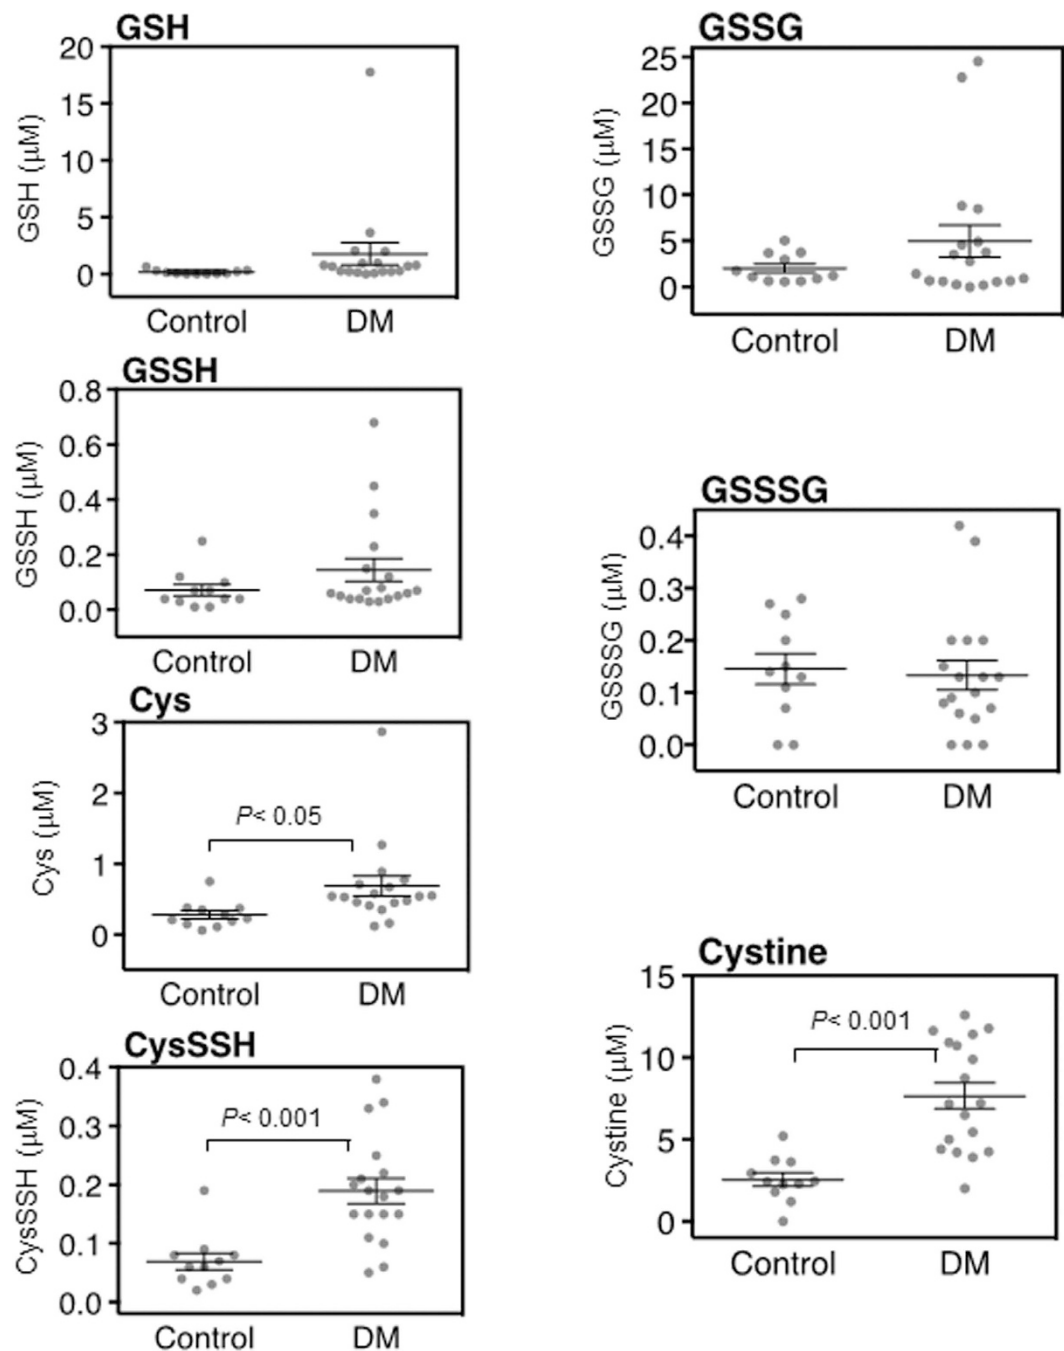 GSH
20
15
10
5
0
GSH (μM)
Control DM
GSSG
25
20
15
10
5
0
GSSG (μM)
Control DM
GSSH
0.8
0.6
0.4
0.2
0.0
GSSH (μM)
Control DM
GSSSG
0.4
0.3
0.2
0.1
0.0
GSSSG (μM)
Control DM
Cys
3
2
1
0
Cys (μM)
P< 0.05
Control DM
Cystine
15
10
5
0
Cystine (μM)
P< 0.001
Control DM
CysSSH
0.4
0.3
0.2
0.1
0.0
CysSSH (μM)
P< 0.001
Control DM